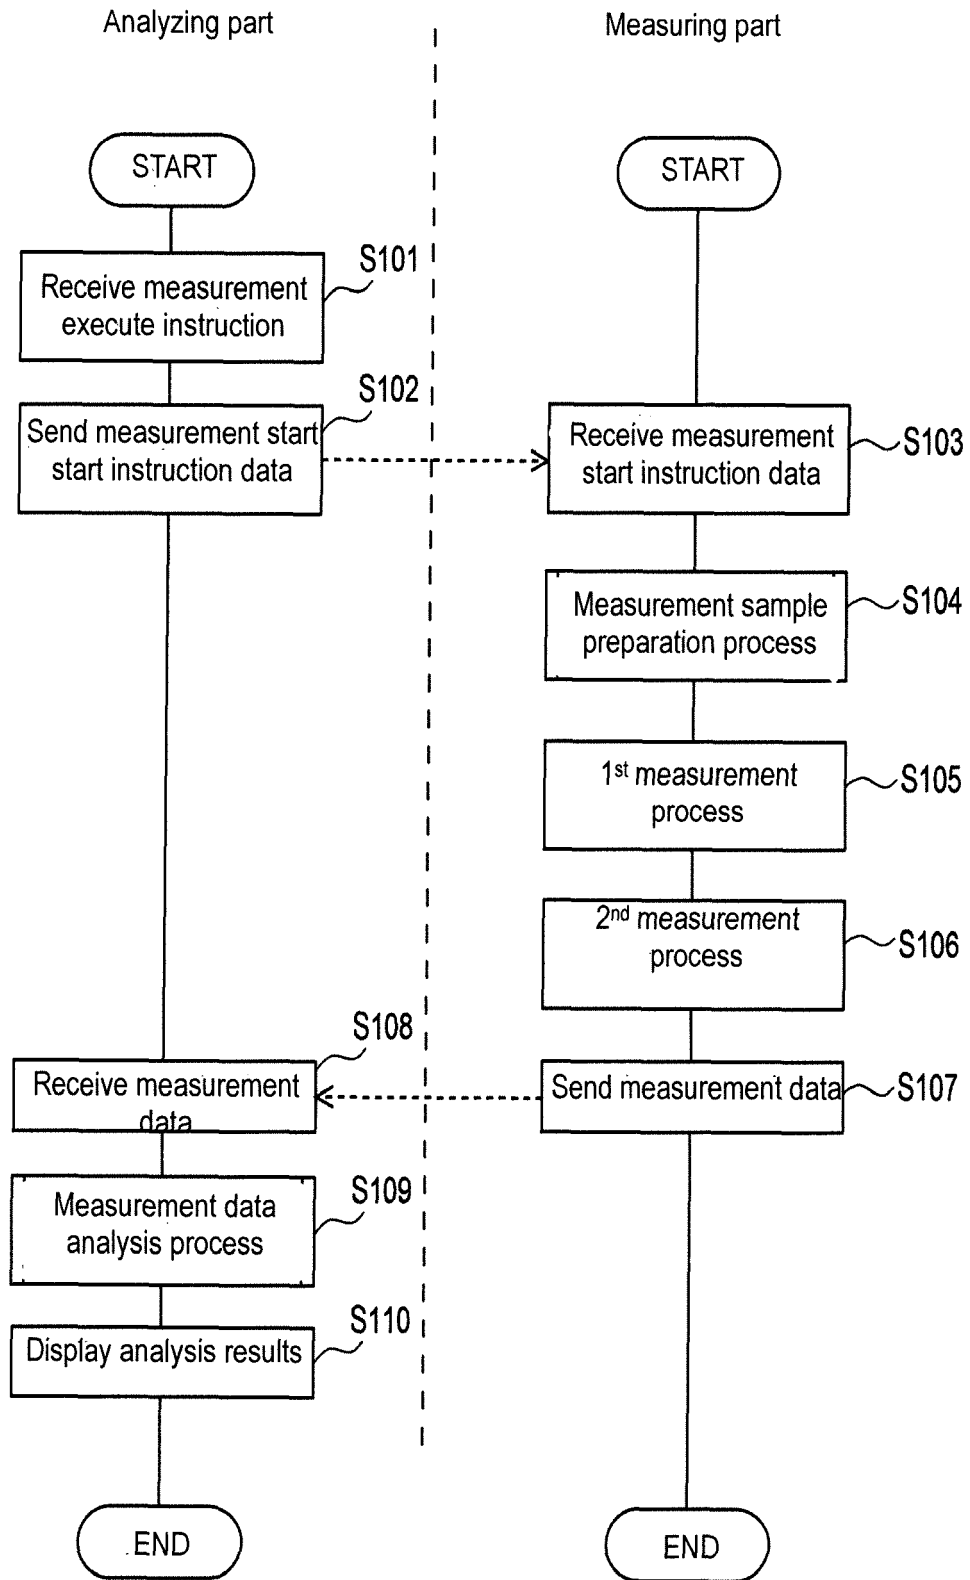 Analyzing part
Measuring part
START
START
Receive measurement
execute instruction
S101
Send measurement start
start instruction data
S102
Receive measurement
start instruction data
S103
Measurement sample
preparation process
S104
1st measurement
process
S105
2nd measurement
process
S106
Send measurement data
S107
Receive measurement
data
S108
Measurement data
analysis process
S109
Display analysis results
S110
END
END